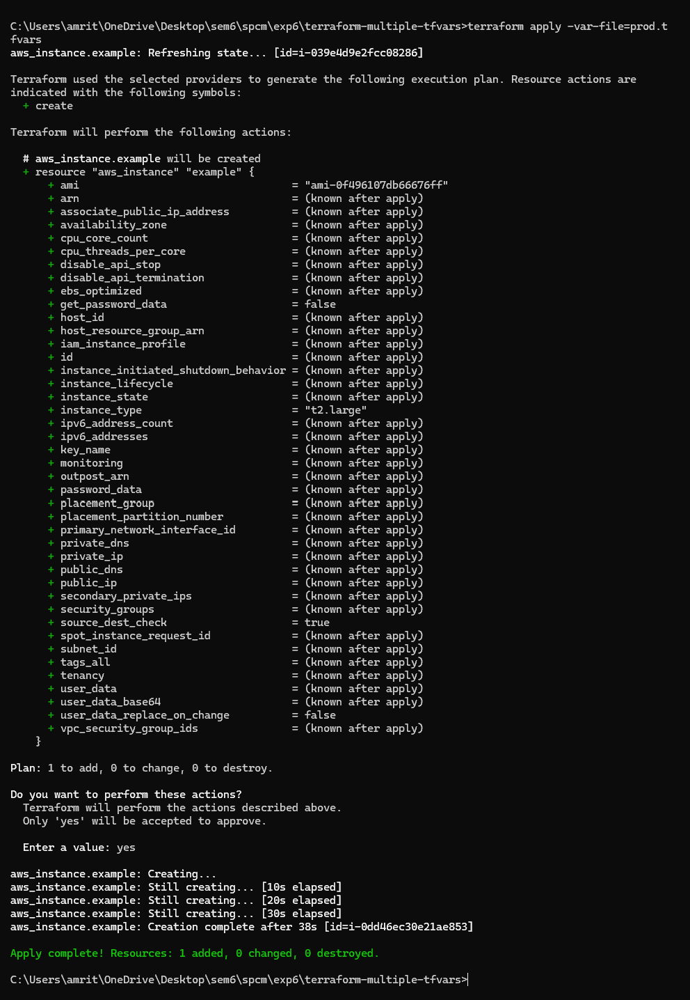 C:\Users\amrit\OneDrive\Desktop\sem6\spcm\exp6\terraform-multiple-tfvars>terraform apply -var-file=prod.t
fvars
aws_instance.example: Refreshing state... [id=i-039e4d9e2fcc08286]

Terraform used the selected providers to generate the following execution plan. Resource actions are
indicated with the following symbols:
  + create

Terraform will perform the following actions:

  # aws_instance.example will be created
  + resource "aws_instance" "example" {
      + ami                                  = "ami-0f496107db66676ff"
      + arn                                  = (known after apply)
      + associate_public_ip_address          = (known after apply)
      + availability_zone                    = (known after apply)
      + cpu_core_count                       = (known after apply)
      + cpu_threads_per_core                 = (known after apply)
      + disable_api_stop                     = (known after apply)
      + disable_api_termination              = (known after apply)
      + ebs_optimized                        = (known after apply)
      + get_password_data                    = false
      + host_id                              = (known after apply)
      + host_resource_group_arn              = (known after apply)
      + iam_instance_profile                 = (known after apply)
      + id                                   = (known after apply)
      + instance_initiated_shutdown_behavior = (known after apply)
      + instance_lifecycle                   = (known after apply)
      + instance_state                       = (known after apply)
      + instance_type                        = "t2.large"
      + ipv6_address_count                   = (known after apply)
      + ipv6_addresses                       = (known after apply)
      + key_name                             = (known after apply)
      + monitoring                           = (known after apply)
      + outpost_arn                          = (known after apply)
      + password_data                        = (known after apply)
      + placement_group                      = (known after apply)
      + placement_partition_number           = (known after apply)
      + primary_network_interface_id         = (known after apply)
      + private_dns                          = (known after apply)
      + private_ip                           = (known after apply)
      + public_dns                           = (known after apply)
      + public_ip                            = (known after apply)
      + secondary_private_ips                = (known after apply)
      + security_groups                      = (known after apply)
      + source_dest_check                    = true
      + spot_instance_request_id             = (known after apply)
      + subnet_id                            = (known after apply)
      + tags_all                             = (known after apply)
      + tenancy                              = (known after apply)
      + user_data                            = (known after apply)
      + user_data_base64                     = (known after apply)
      + user_data_replace_on_change          = false
      + vpc_security_group_ids               = (known after apply)
    }

Plan: 1 to add, 0 to change, 0 to destroy.

Do you want to perform these actions?
  Terraform will perform the actions described above.
  Only 'yes' will be accepted to approve.

  Enter a value: yes

aws_instance.example: Creating...
aws_instance.example: Still creating... [10s elapsed]
aws_instance.example: Still creating... [20s elapsed]
aws_instance.example: Still creating... [30s elapsed]
aws_instance.example: Creation complete after 38s [id=i-0dd46ec30e21ae853]

Apply complete! Resources: 1 added, 0 changed, 0 destroyed.

C:\Users\amrit\OneDrive\Desktop\sem6\spcm\exp6\terraform-multiple-tfvars>